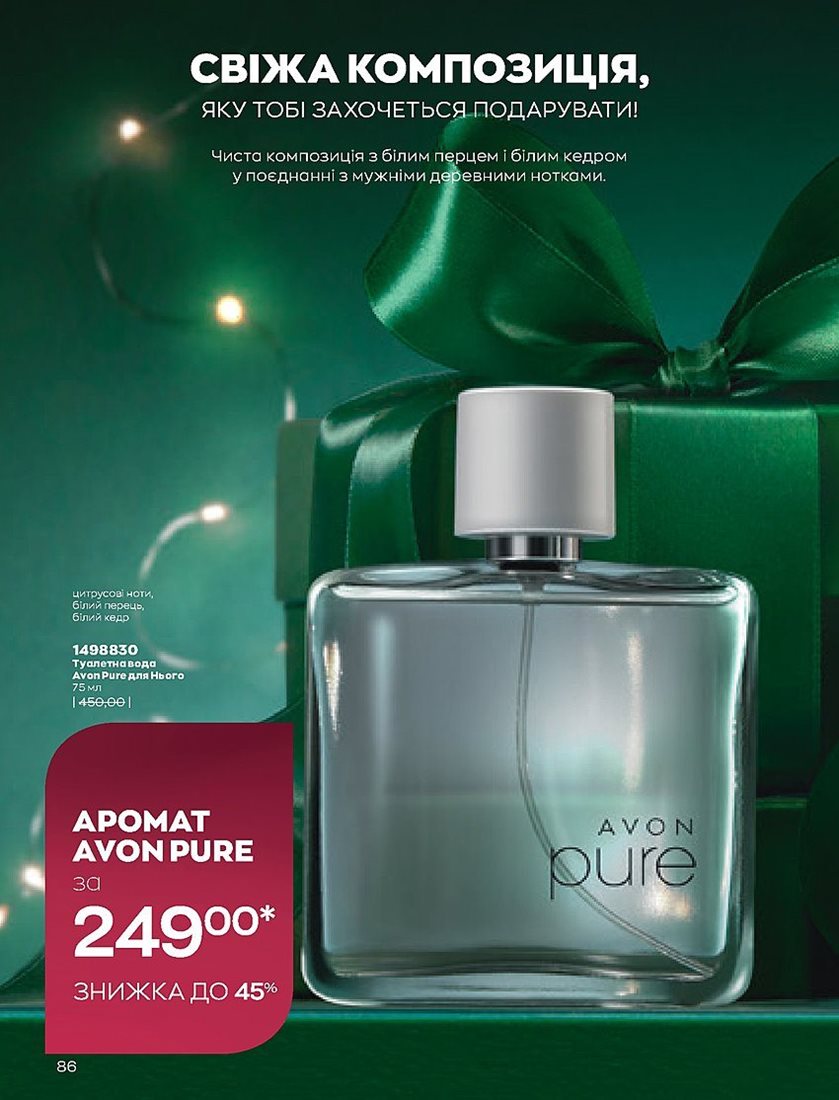 СВІЖА КОМПОЗИЦІЯ,
ЯКУ ТОБІ ЗАХОЧЕТЬСЯ ПОДАРУВАТИ!
Чиста композиція з білим перцем і білим кедром
у поєднанні з мужніми деревними нотками.
цитрусові ноти,
білий перець,
білий кедр
1498830
Туалетна вода
Avon Pure для Нього
75 мл
| 450,00 |
АРОМАТ
AVON PURE
за
249⁰⁰*
ЗНИЖКА ДО 45%
AVON
pure
86